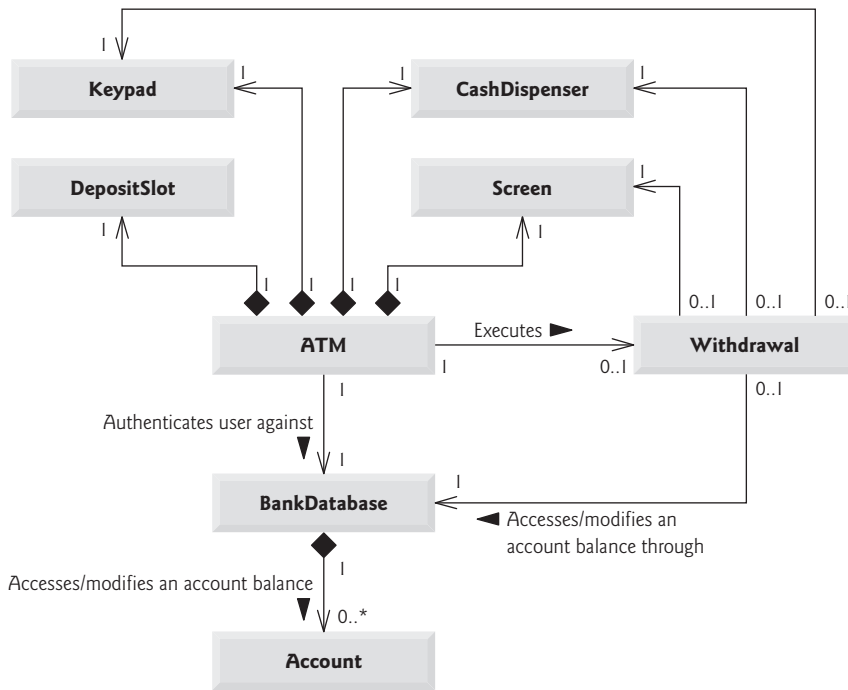 1
1
Keypad
1
CashDispenser
1
DepositSlot
Screen
1
1
1
1
1
1
1
0..1
0..1
0..1
ATM
Executes
Withdrawal
1
0..1
1
0..1
Authenticates user against
1
1
BankDatabase
Accesses/modifies an
account balance through
1
Accesses/modifies an account balance
0..*
Account